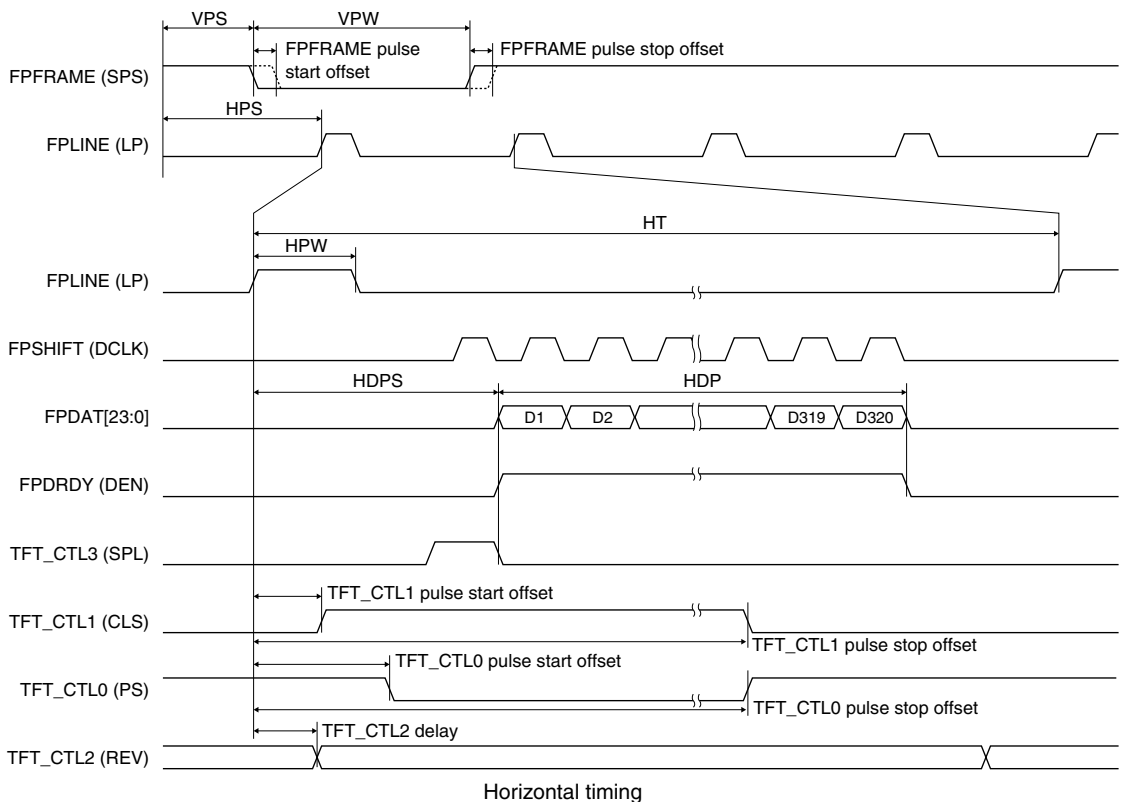 VPS
VPW
FPFRAME pulse
start offset
FPFRAME pulse stop offset
FPFRAME (SPS)
HPS
FPLINE (LP)
HT
HPW
FPLINE (LP)
FPSHIFT (DCLK)
HDPS
HDP
FPDAT[23:0]
D1
D2
D319
D320
FPDRDY (DEN)
TFT_CTL3 (SPL)
TFT_CTL1 pulse start offset
TFT_CTL1 (CLS)
TFT_CTL1 pulse stop offset
TFT_CTL0 pulse start offset
TFT_CTL0 (PS)
TFT_CTL0 pulse stop offset
TFT_CTL2 delay
TFT_CTL2 (REV)
Horizontal timing